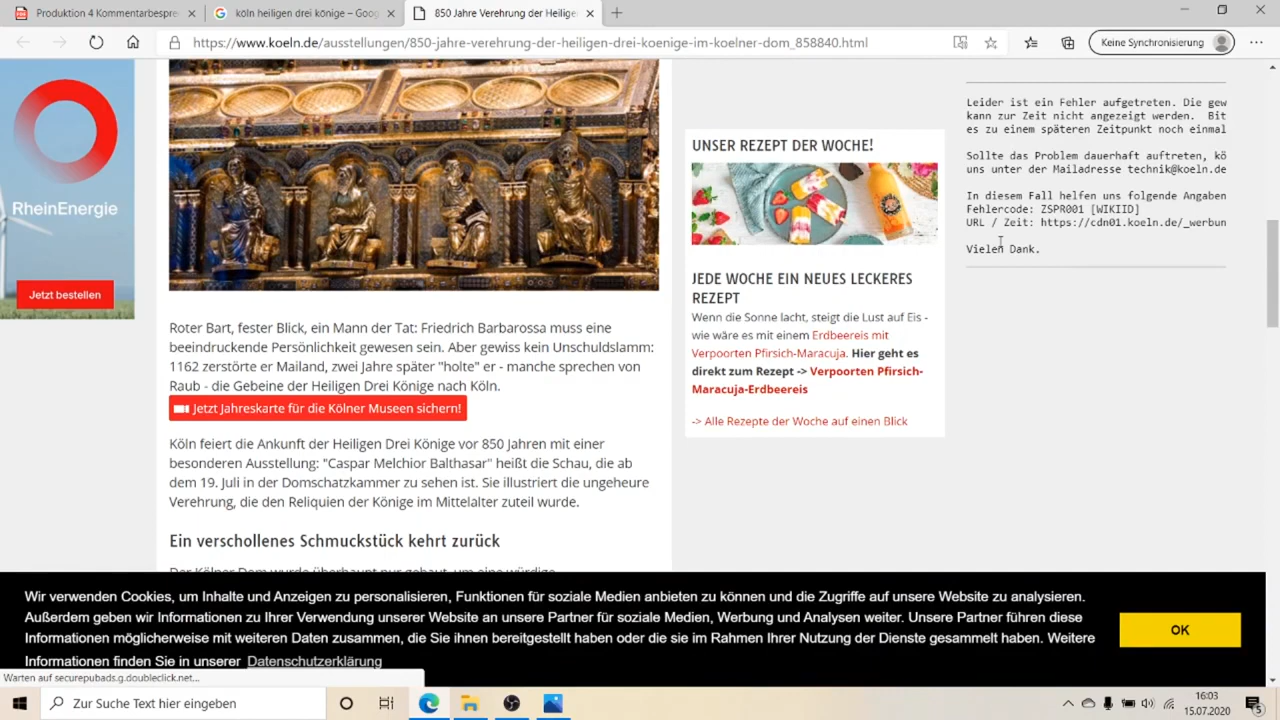 Produktion 4 Kommentarbespre
köln heiligen drei könige – Goog
850 Jahre Verehrung der Heilige
https://www.koeln.de/ausstellungen/850-jahre-verehrung-der-heiligen-drei-koenige-im-koelner-dom_858840.html
Keine Synchronisierung
RheinEnergie
Jetzt bestellen
Roter Bart, fester Blick, ein Mann der Tat: Friedrich Barbarossa muss eine
beeindruckende Persönlichkeit gewesen sein. Aber gewiss kein Unschuldslamm:
1162 zerstörte er Mailand, zwei Jahre später "holte" er - manche sprechen von
Raub - die Gebeine der Heiligen Drei Könige nach Köln.
Jetzt Jahreskarte für die Kölner Museen sichern!
Köln feiert die Ankunft der Heiligen Drei Könige vor 850 Jahren mit einer
besonderen Ausstellung: "Caspar Melchior Balthasar" heißt die Schau, die ab
dem 19. Juli in der Domschatzkammer zu sehen ist. Sie illustriert die ungeheure
Verehrung, die den Reliquien der Könige im Mittelalter zuteil wurde.
Ein verschollenes Schmuckstück kehrt zurück
Der Kölner Dom wurde überhaupt nur gebaut, um eine würdige
UNSER REZEPT DER WOCHE!
JEDE WOCHE EIN NEUES LECKERES
REZEPT
Wenn die Sonne lacht, steigt die Lust auf Eis -
wie wäre es mit einem Erdbeereis mit
Verpoorten Pfirsich-Maracuja. Hier geht es
direkt zum Rezept -> Verpoorten Pfirsich-
Maracuja-Erdbeereis
-> Alle Rezepte der Woche auf einen Blick
Leider ist ein Fehler aufgetreten. Die gew
kann zur Zeit nicht angezeigt werden. Bit
es zu einem späteren Zeitpunkt noch einmal
Sollte das Problem dauerhaft auftreten, kö
uns unter der Mailadresse technik@koeln.de
In diesem Fall helfen uns folgende Angaben
Fehlercode: ZSPR001 [WIKIID]
URL / Zeit: https://cdn01.koeln.de/_werbun
Vielen Dank.
Wir verwenden Cookies, um Inhalte und Anzeigen zu personalisieren, Funktionen für soziale Medien anbieten zu können und die Zugriffe auf unsere Website zu analysieren.
Außerdem geben wir Informationen zu Ihrer Verwendung unserer Website an unsere Partner für soziale Medien, Werbung und Analysen weiter. Unsere Partner führen diese
Informationen möglicherweise mit weiteren Daten zusammen, die Sie ihnen bereitgestellt haben oder die sie im Rahmen Ihrer Nutzung der Dienste gesammelt haben. Weitere
Informationen finden Sie in unserer Datenschutzerklärung
OK
Warten auf securepubads.g.doubleclick.net...
Zur Suche Text hier eingeben
16:03
15.07.2020
5